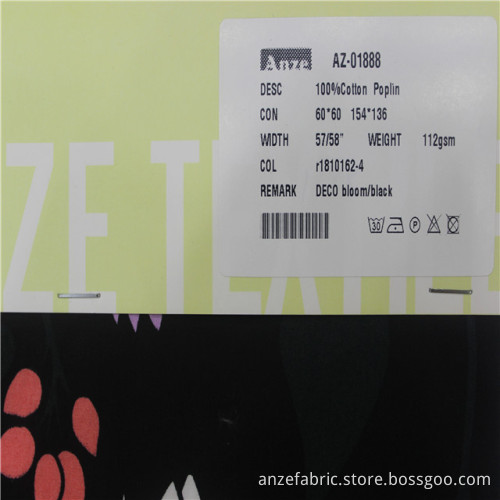 Anze AZ-01888
DESC 100%Cotton Poplin
CON 60*60 154*136
WIDTH 57/58" WEIGHT 112gsm
COL r1810162-4
REMARK DECO bloom/black
30 P
ZE TEXTILE
anzefabric.store.bossgoo.com